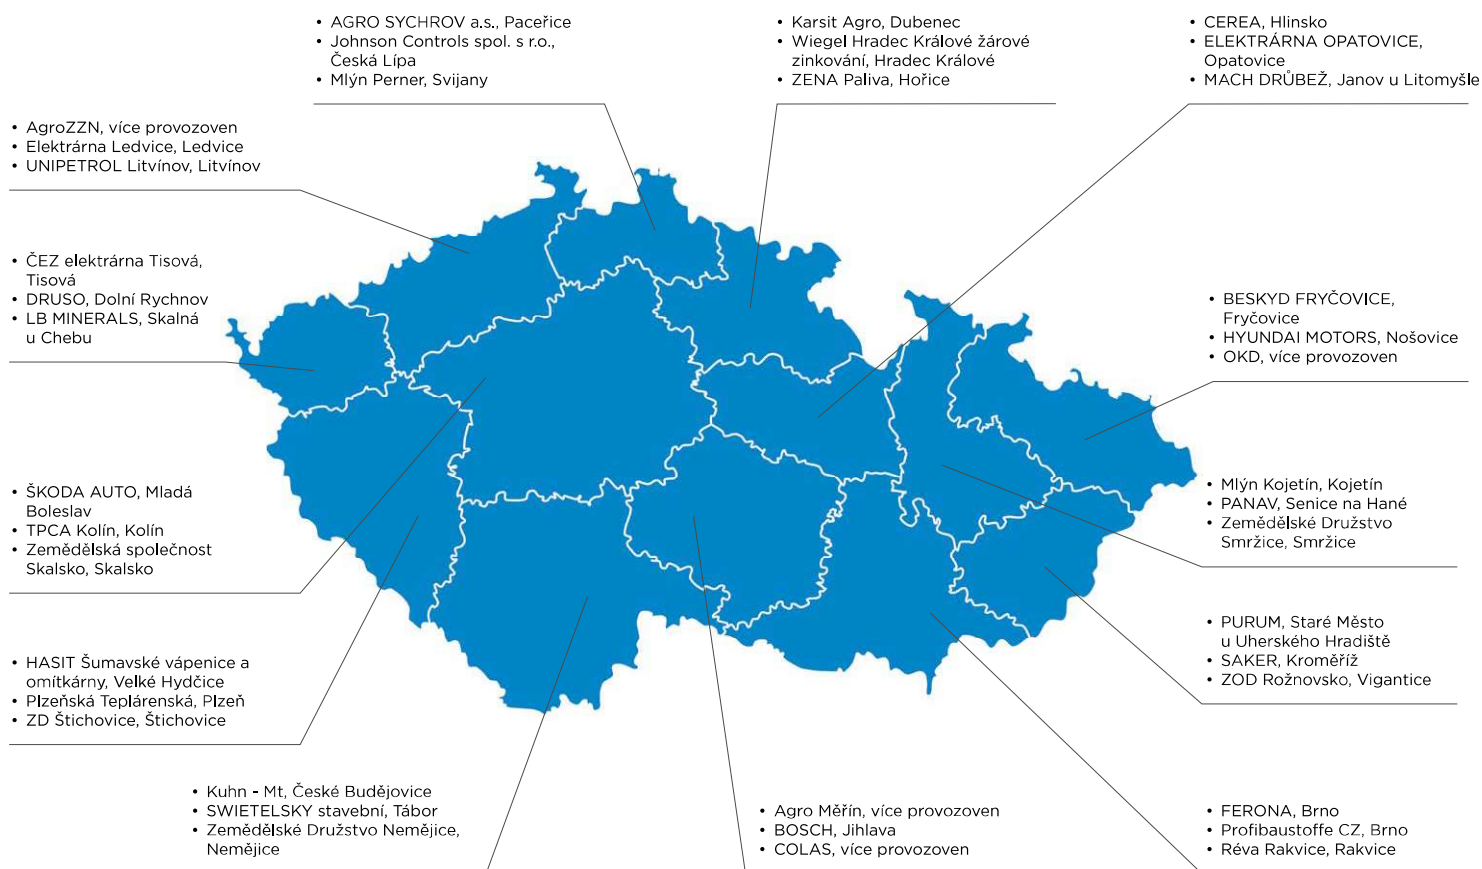 • AGRO SYCHROV a.s., Paceřice
• Johnson Controls spol. s r.o.,
Česká Lípa
• Mlýn Perner, Svijany
• Karsit Agro, Dubenec
• Wiegel Hradec Králové žárové
zinkování, Hradec Králové
• ZENA Paliva, Hořice
• CEREA, Hlinsko
• ELEKTRÁRNA OPATOVICE,
Opatovice
• MACH DRŮBEŽ, Janov u Litomyšle
• AgroZZN, více provozoven
• Elektrárna Ledvice, Ledvice
• UNIPETROL Litvínov, Litvínov
• ČEZ elektrárna Tisová,
Tisová
• DRUSO, Dolní Rychnov
• LB MINERALS, Skalná
u Chebu
• BESKYD FRYČOVICE,
Fryčovice
• HYUNDAI MOTORS, Nošovice
• OKD, více provozoven
• ŠKODA AUTO, Mladá
Boleslav
• TPCA Kolín, Kolín
• Zemědělská společnost
Skalsko, Skalsko
• Mlýn Kojetín, Kojetín
• PANAV, Senice na Hané
• Zemědělské Družstvo
Smržice, Smržice
• HASIT Šumavské vápenice a
omítkárny, Velké Hydčice
• Plzeňská Teplárenská, Plzeň
• ZD Štichovice, Štichovice
• PURUM, Staré Město
u Uherského Hradiště
• SAKER, Kroměříž
• ZOD Rožnovsko, Vigantice
• Kuhn - Mt, České Budějovice
• SWIETELSKY stavební, Tábor
• Zemědělské Družstvo Nemějice,
Nemějice
• Agro Měřín, více provozoven
• BOSCH, Jihlava
• COLAS, více provozoven
• FERONA, Brno
• Profibaustoffe CZ, Brno
• Réva Rakvice, Rakvice